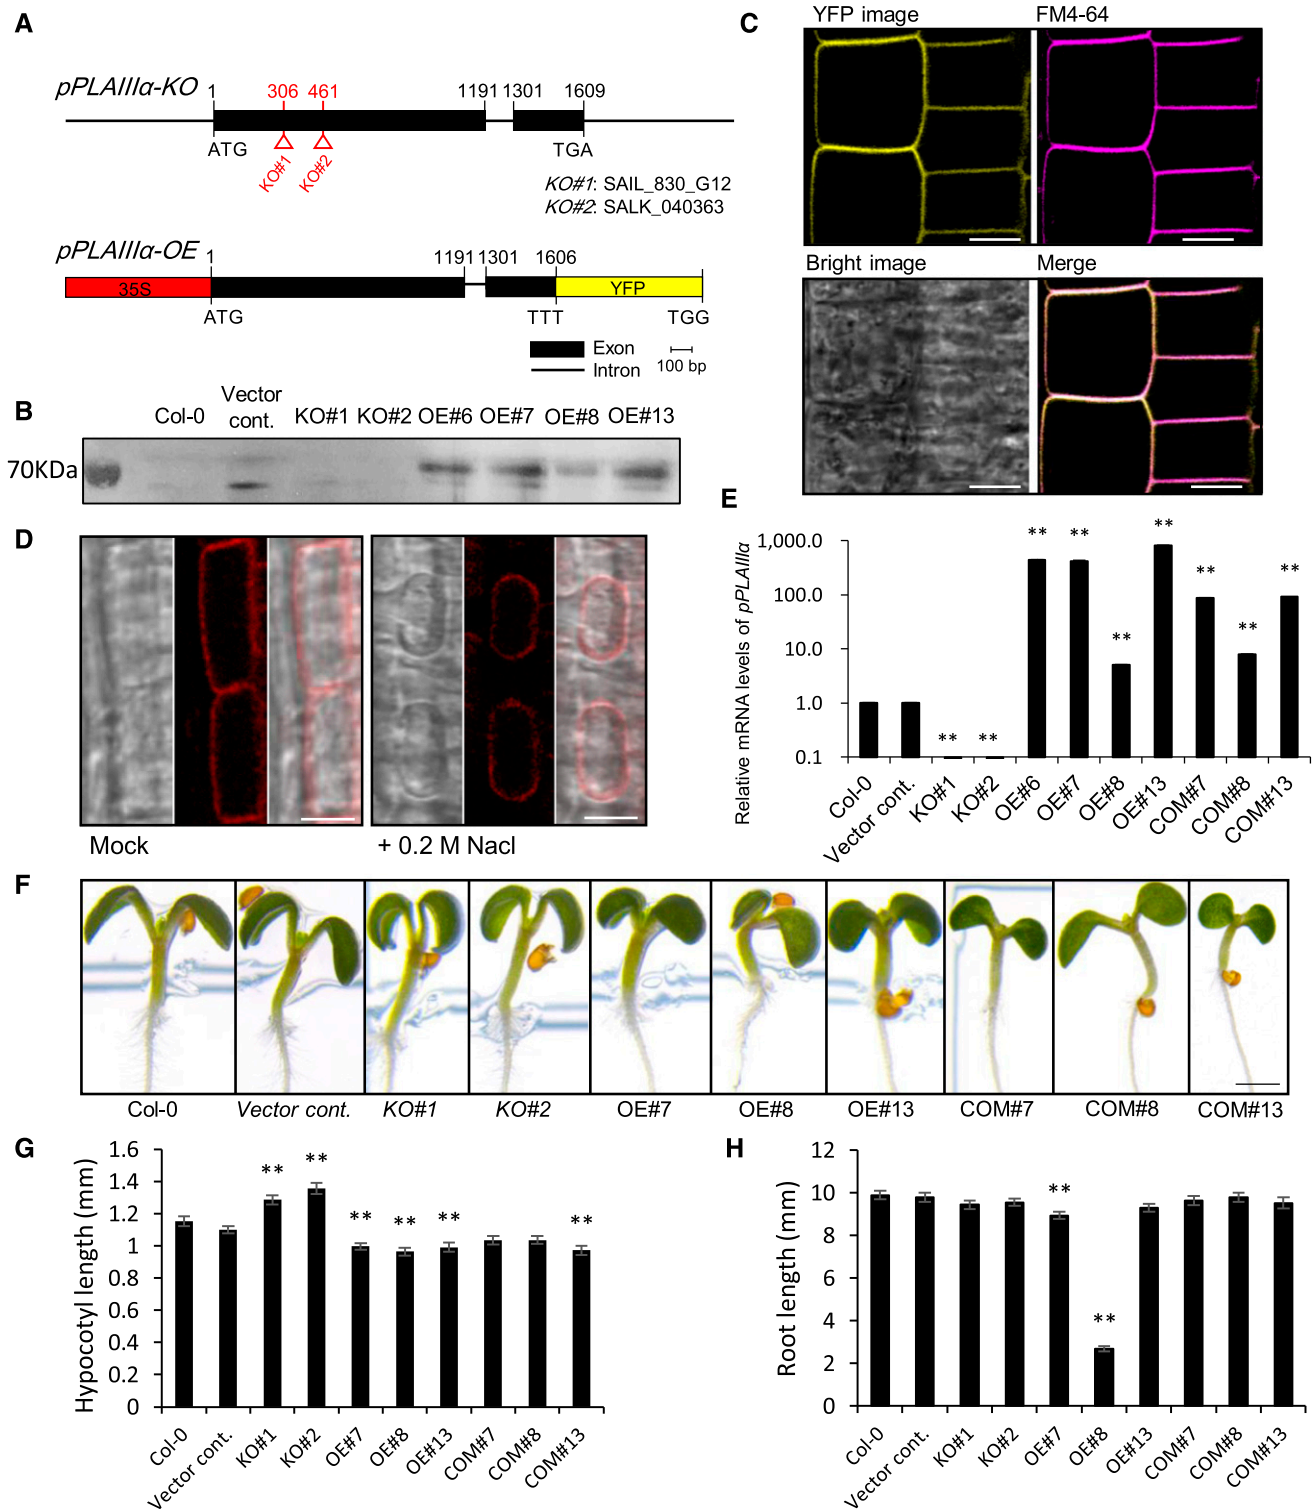 A
pPLAIIIα-KO
1 306 461 1191 1301 1609
ATG TGA
KO#1 KO#2
KO#1: SAIL_830_G12
KO#2: SALK_040363
pPLAIIIα-OE
1 1191 1301 1606
35S YFP
ATG TTT TGG
Exon
Intron
100 bp
B
Col-0 Vector cont. KO#1 KO#2 OE#6 OE#7 OE#8 OE#13
70KDa
C
YFP image FM4-64
Bright image Merge
D
Mock + 0.2 M Nacl
E
Relative mRNA levels of pPLAIIIα
1,000.0
100.0
10.0
1.0
0.1
** ** ** ** ** ** ** ** **
Col-0 Vector cont. KO#1 KO#2 OE#6 OE#7 OE#8 OE#13 COM#7 COM#8 COM#13
F
Col-0 Vector cont. KO#1 KO#2 OE#7 OE#8 OE#13 COM#7 COM#8 COM#13
G
Hypocotyl length (mm)
1.6
1.4
1.2
1
0.8
0.6
0.4
0.2
0
** ** ** ** ** **
Col-0 Vector cont. KO#1 KO#2 OE#7 OE#8 OE#13 COM#7 COM#8 COM#13
H
Root length (mm)
12
10
8
6
4
2
0
** **
Col-0 Vector cont. KO#1 KO#2 OE#7 OE#8 OE#13 COM#7 COM#8 COM#13